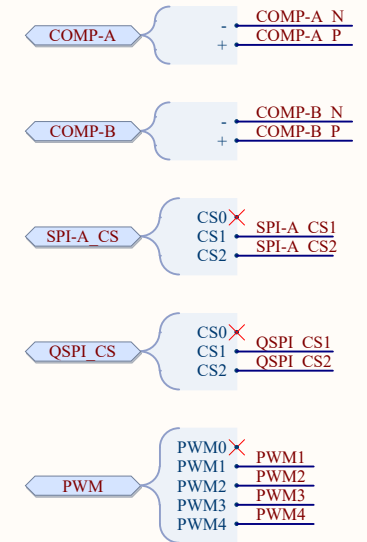 COMP-A - COMP-A_N
+ COMP-A_P
COMP-B - COMP-B_N
+ COMP-B_P
SPI-A_CS CS0
CS1 SPI-A_CS1
CS2 SPI-A_CS2
QSPI_CS CS0
CS1 QSPI_CS1
CS2 QSPI_CS2
PWM PWM0
PWM1 PWM1
PWM2 PWM2
PWM3 PWM3
PWM4 PWM4